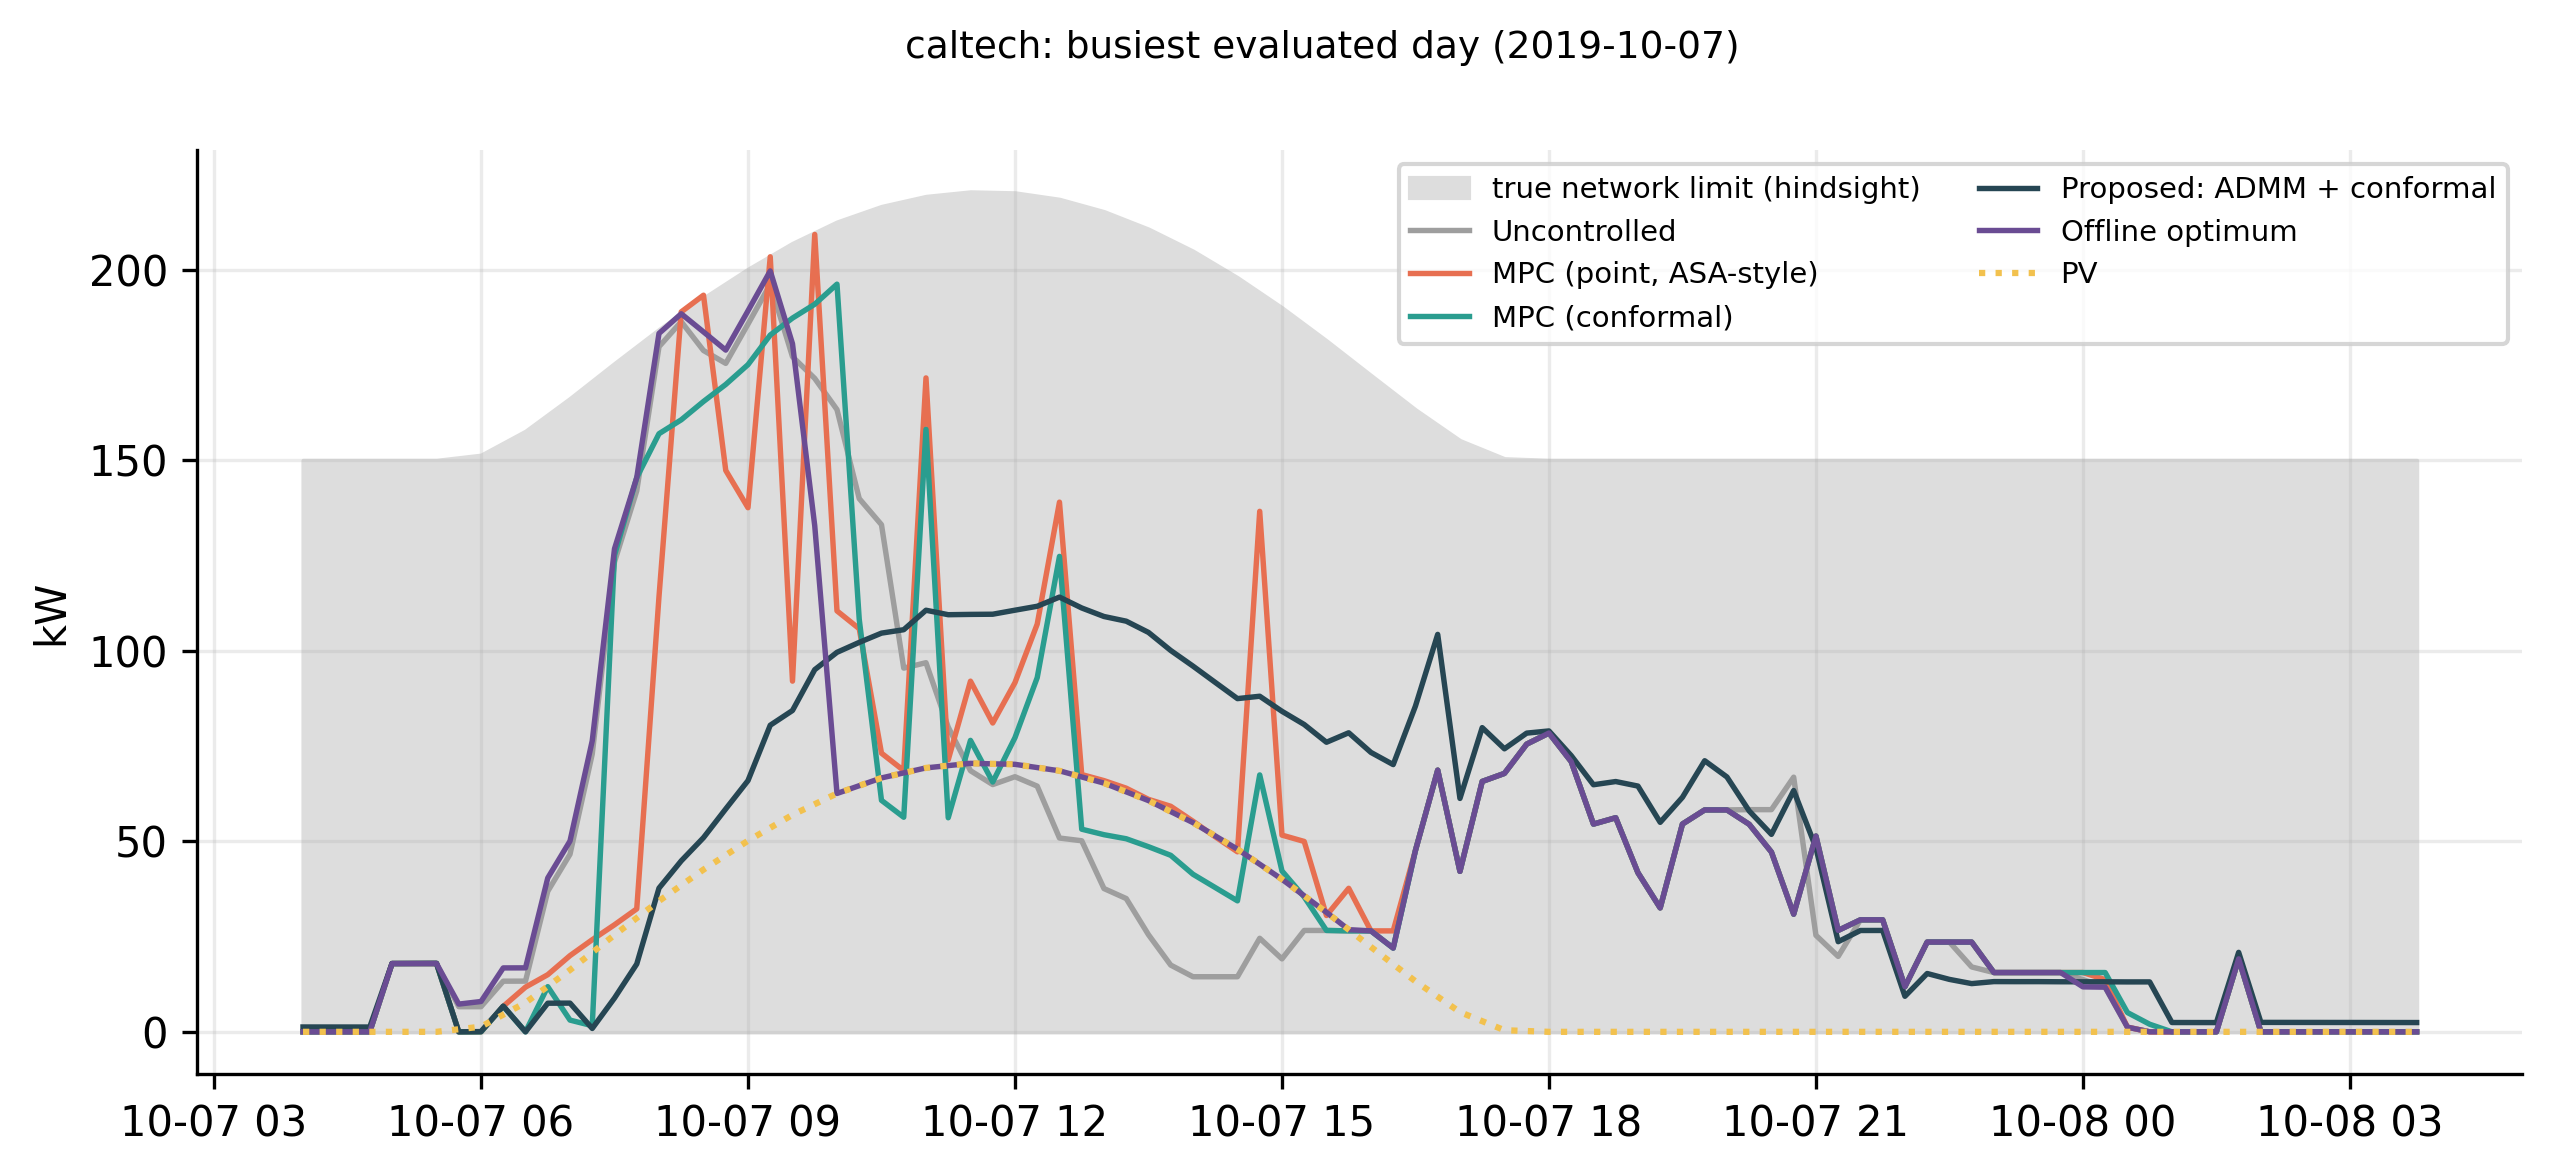 caltech: busiest evaluated day (2019-10-07)
true network limit (hindsight)
Uncontrolled
MPC (point, ASA-style)
MPC (conformal)
Proposed: ADMM + conformal
Offline optimum
PV
kW
200
150
100
50
0
10-07 03
10-07 06
10-07 09
10-07 12
10-07 15
10-07 18
10-07 21
10-08 00
10-08 03